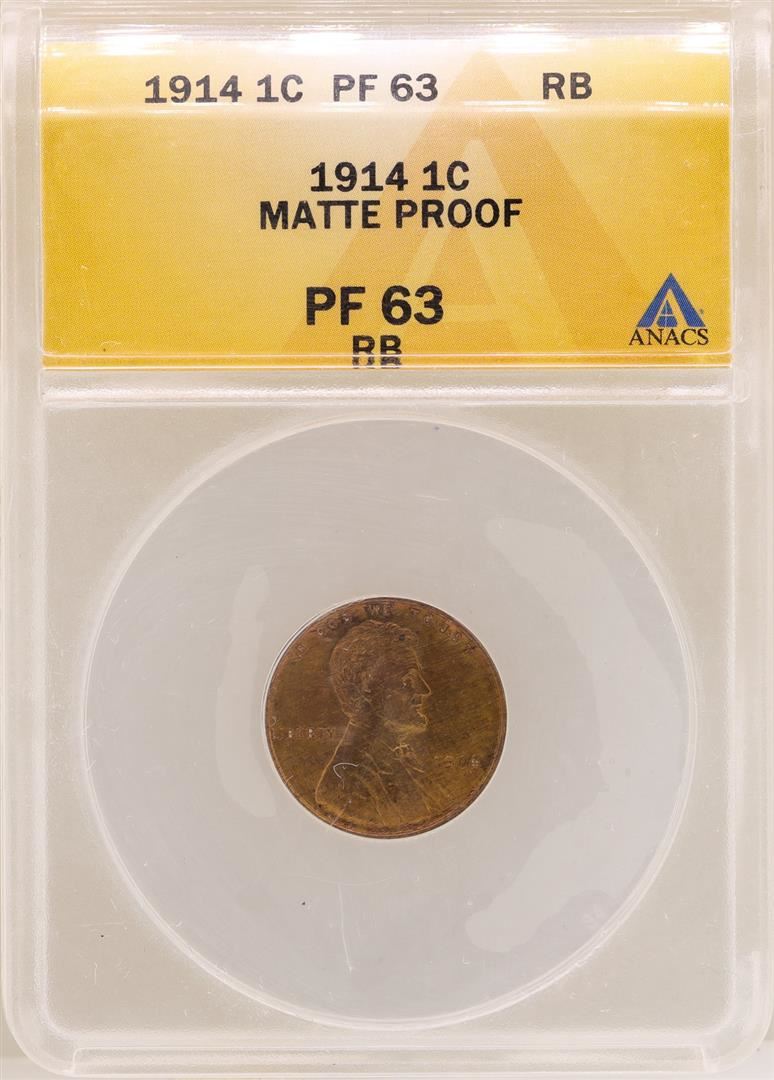 1914 1C PF 63 RB
1914 1C
MATTE PROOF
PF 63
RB
ANACS
IN GOD WE TRUST
LIBERTY